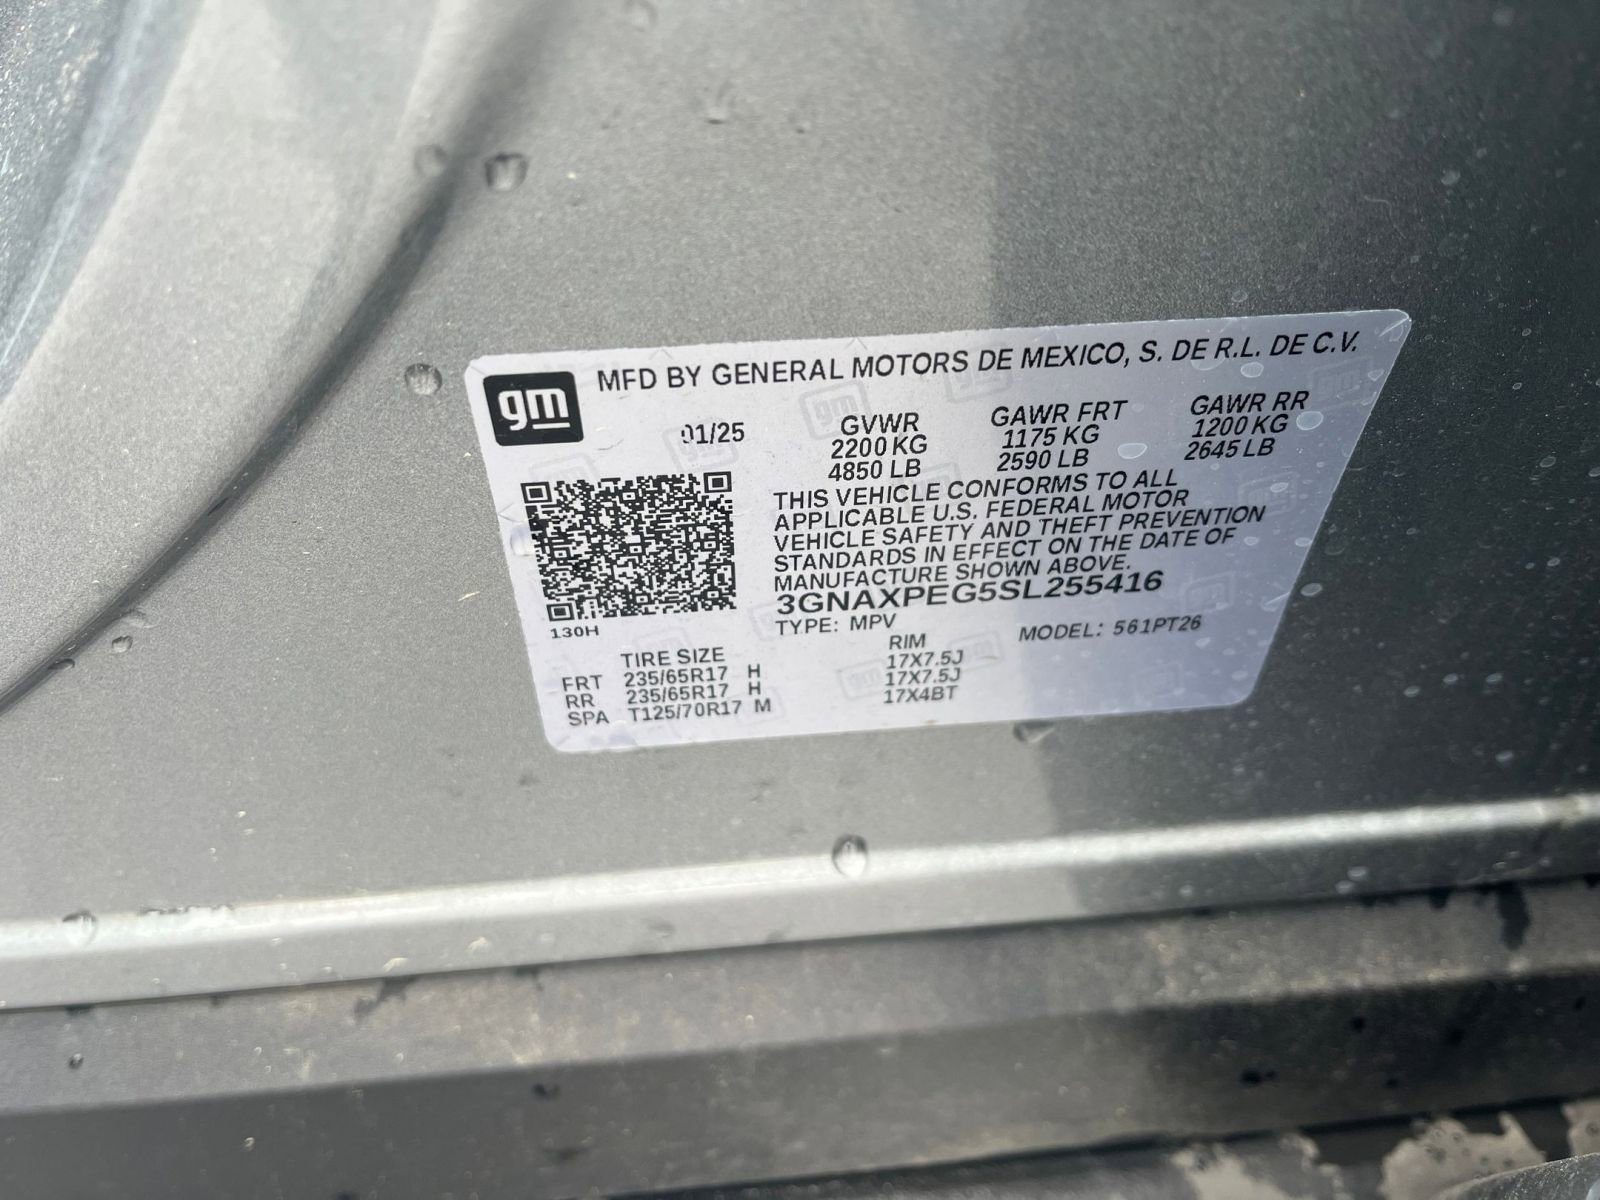 gm MFD BY GENERAL MOTORS DE MEXICO, S. DE R.L. DE C.V.
01/25 GVWR GAWR FRT GAWR RR
2200 KG 1175 KG 1200 KG
4850 LB 2590 LB 2645 LB
THIS VEHICLE CONFORMS TO ALL
APPLICABLE U.S. FEDERAL MOTOR
VEHICLE SAFETY AND THEFT PREVENTION
STANDARDS IN EFFECT ON THE DATE OF
MANUFACTURE SHOWN ABOVE.
3GNAXPEG5SL255416
130H TYPE: MPV MODEL: 561PT26
TIRE SIZE RIM
FRT 235/65R17 H 17X7.5J
RR 235/65R17 H 17X7.5J
SPA T125/70R17 M 17X4BT